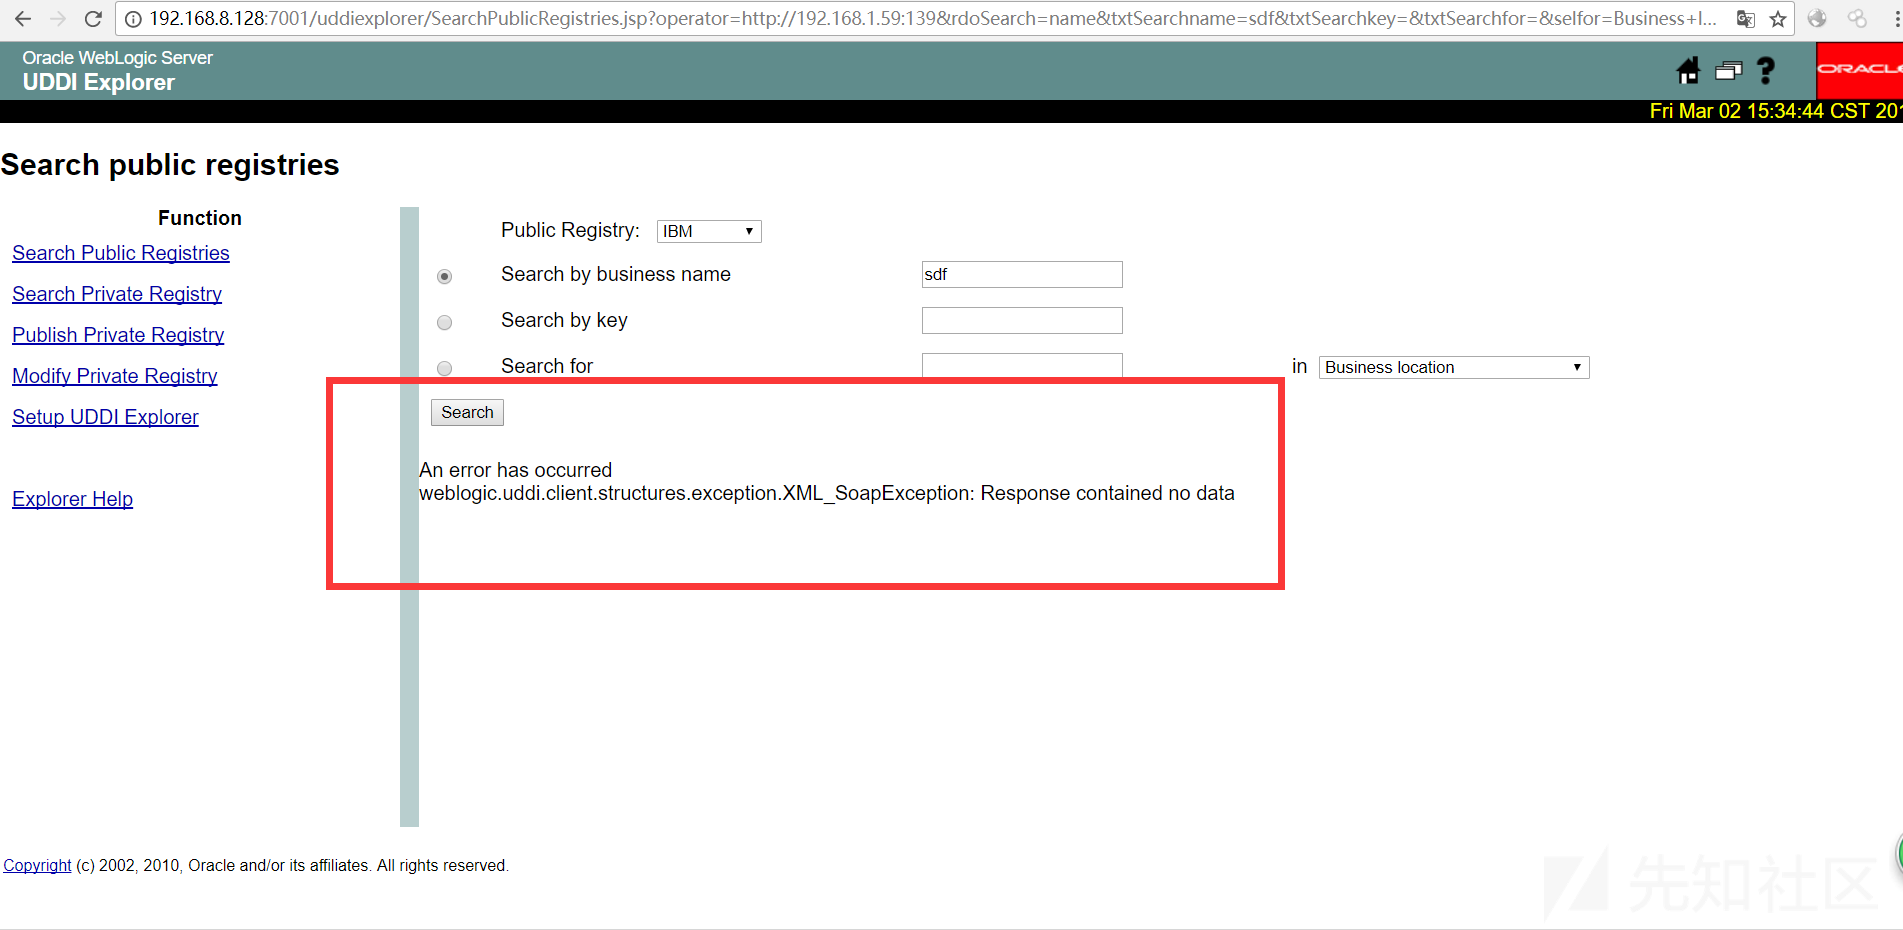 192.168.8.128:7001/uddiexplorer/SearchPublicRegistries.jsp?operator=http://192.168.1.59:139&rdoSearch=name&txtSearchname=sdf&txtSearchkey=&txtSearchfor=&selfor=Business+l...
Oracle WebLogic Server
UDDI Explorer
ORACLE
Fri Mar 02 15:34:44 CST 201
Search public registries
Function
Search Public Registries
Search Private Registry
Publish Private Registry
Modify Private Registry
Setup UDDI Explorer
Explorer Help
Public Registry: IBM
Search by business name sdf
Search by key
Search for in Business location
Search
An error has occurred
weblogic.uddi.client.structures.exception.XML_SoapException: Response contained no data
Copyright (c) 2002, 2010, Oracle and/or its affiliates. All rights reserved.
先知社区